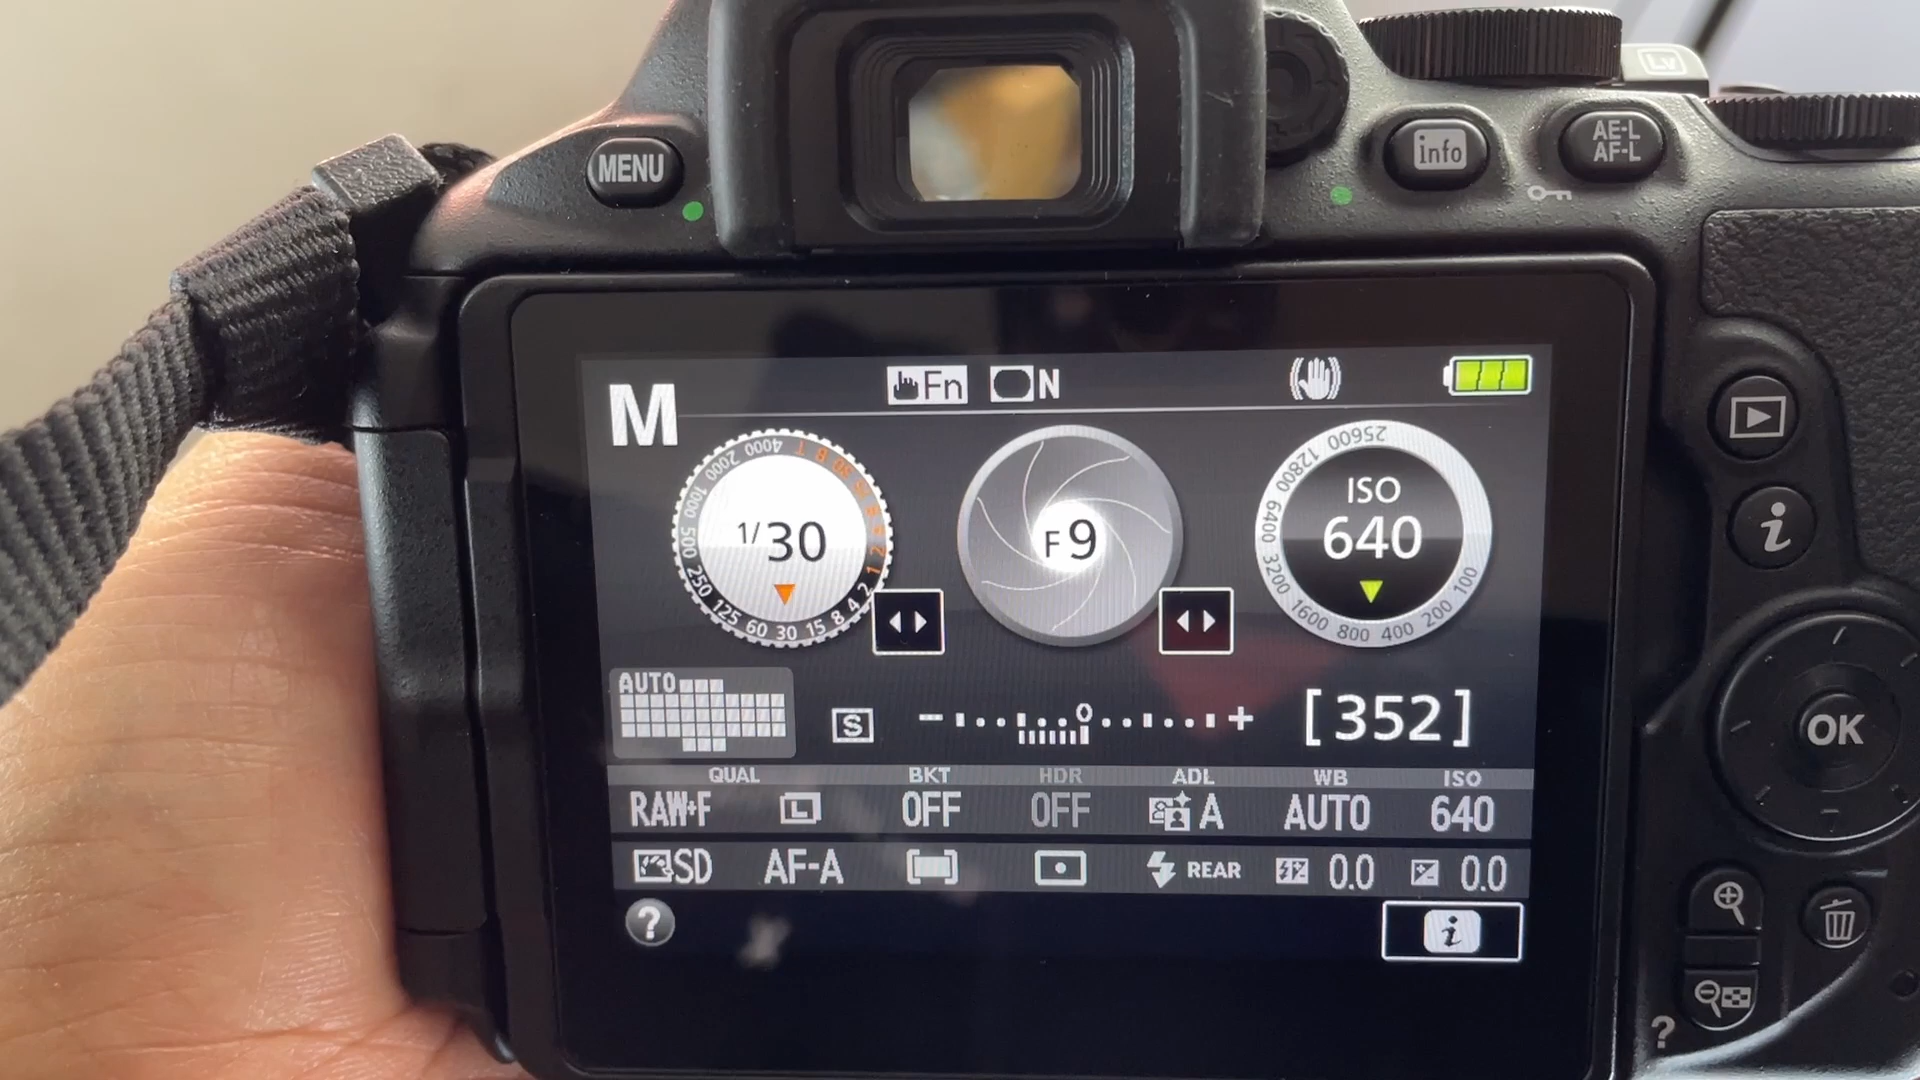 Lv
MENU
info
AE-L
AF-L
M
Fn
N
4000 2000 1000 500 250 125 60 30 15 8 4 2
1/30
F9
25600 12800 6400 3200 1600 800 400 200 100
ISO
640
AUTO
S
- 0 +
[352]
QUAL BKT HDR ADL WB ISO
RAW+F L OFF OFF A AUTO 640
SD AF-A REAR 0.0 0.0
?
i
i
OK
?